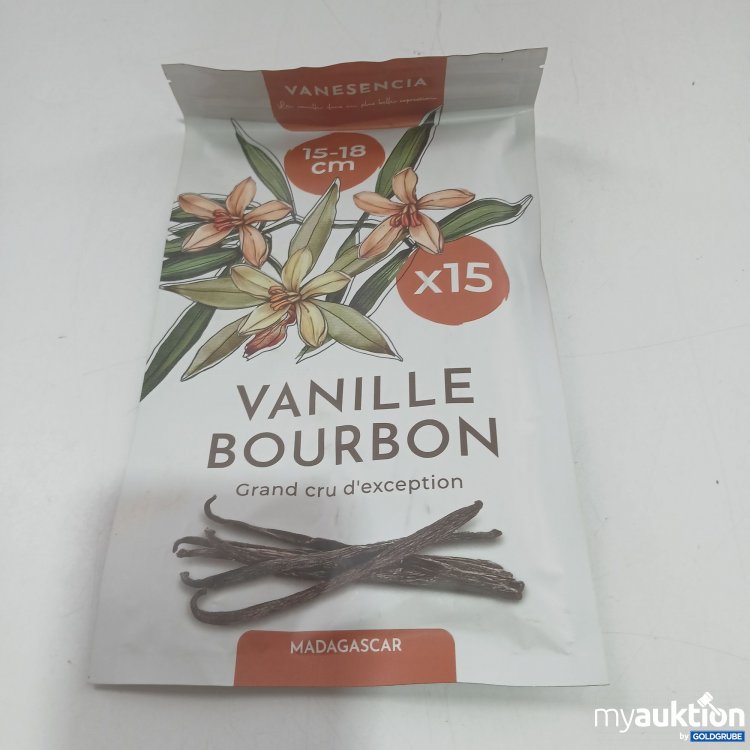 VANESENCIA
15-18
cm
x15
VANILLE
BOURBON
Grand cru d'exception
MADAGASCAR
myauktion
by GOLDGRUBE